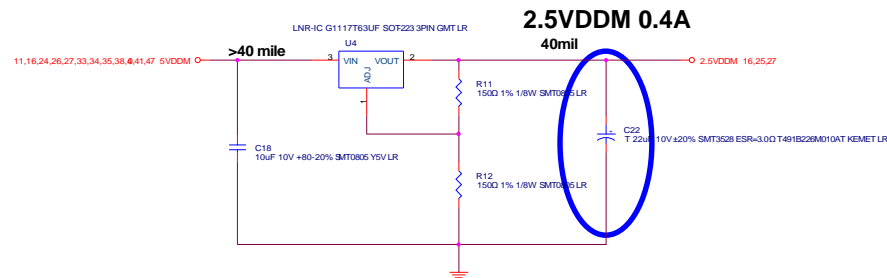 2.5VDDM 0.4A
LNR-IC G1117T63UF SOT-223 3PIN GMT LR
U4
>40 mile
40mil
11,16,24,26,27,33,34,35,38,40,41,47 5VDDM
3
VIN
VOUT
2
2.5VDDM 16,25,27
ADJ
1
R11
150Ω 1% 1/8W SMT0805 LR
C22
T 22uF 10V ±20% SMT3528 ESR=3.0Ω T491B226M010AT KEMET LR
+
C18
10uF 10V +80-20% SMT0805 Y5V LR
R12
150Ω 1% 1/8W SMT0805 LR